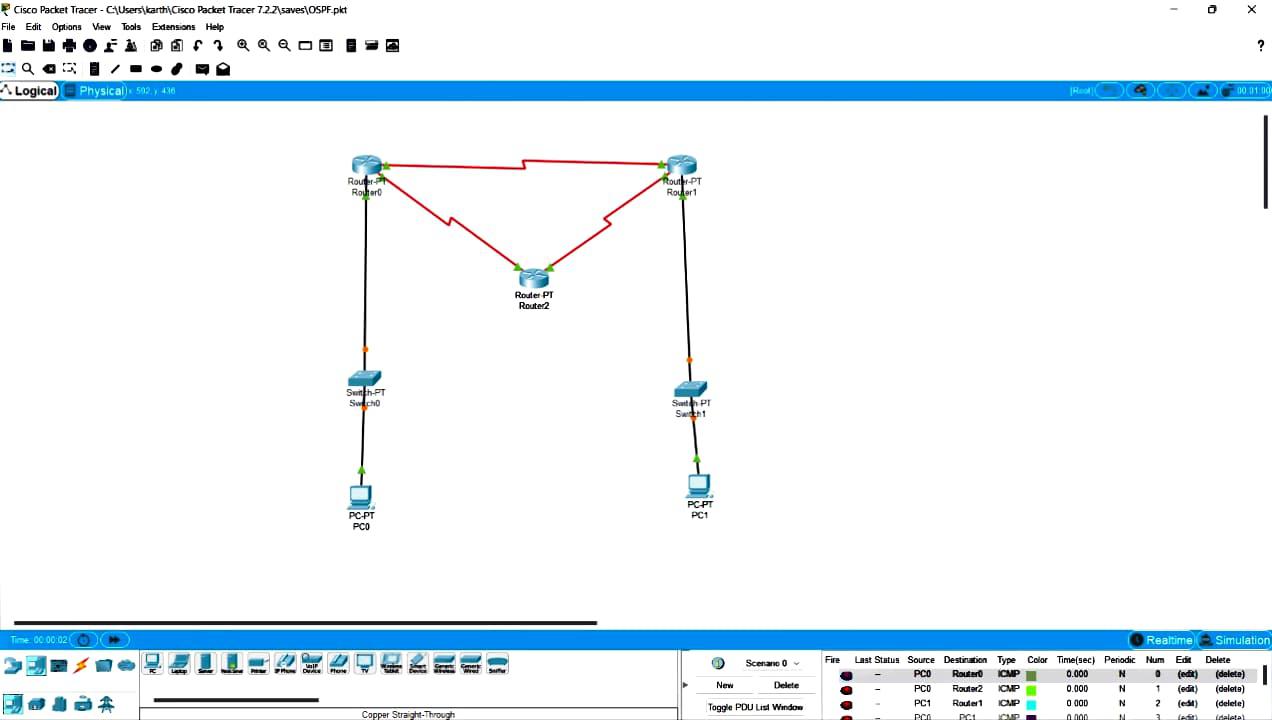 Cisco Packet Tracer - C:\Users\karth\Cisco Packet Tracer 7.2.2\saves\OSPF.pkt
File Edit Options View Tools Extensions Help
?
Logical Physical x: 592, y: 436 [Root] 00:01:00
Router-PT Router-PT
Router0 Router1
Router-PT
Router2
Switch-PT Switch-PT
Switch0 Switch1
PC-PT PC-PT
PC0 PC1
Time: 00:00:02 Realtime Simulation
PC Laptop Server Printer IP Phone VoIP Device Phone TV Wireless Tablet Smart Device Generic Wireless Generic Wired Sniffer
Copper Straight-Through
Scenario 0
New Delete
Toggle PDU List Window
Fire Last Status Source Destination Type Color Time(sec) Periodic Num Edit Delete
-- PC0 Router0 ICMP 0.000 N 0 (edit) (delete)
-- PC0 Router2 ICMP 0.000 N 1 (edit) (delete)
-- PC1 Router1 ICMP 0.000 N 2 (edit) (delete)
-- PC0 PC1 ICMP 0.000 N 3 (edit) (delete)